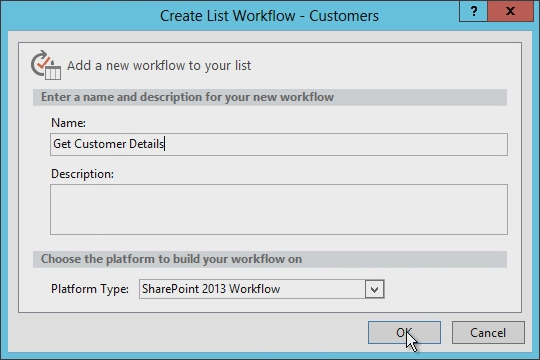 Create List Workflow - Customers
? x
Add a new workflow to your list
Enter a name and description for your new workflow
Name:
Get Customer Details
Description:
Choose the platform to build your workflow on
Platform Type: SharePoint 2013 Workflow
OK Cancel